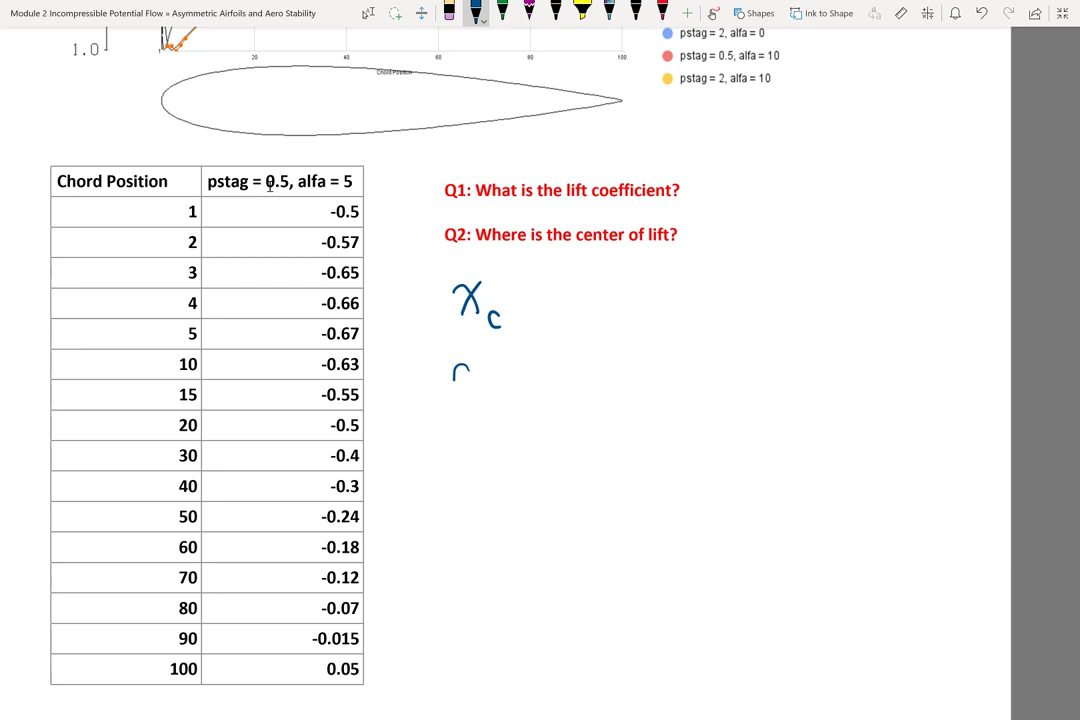 Module 2 Incompressible Potential Flow » Asymmetric Airfoils and Aero Stability
Shapes
Ink to Shape
1.0
20 40 60 80 100
Chord Position
pstag = 2, alfa = 0
pstag = 0.5, alfa = 10
pstag = 2, alfa = 10
Chord Position pstag = 0.5, alfa = 5
1 -0.5
2 -0.57
3 -0.65
4 -0.66
5 -0.67
10 -0.63
15 -0.55
20 -0.5
30 -0.4
40 -0.3
50 -0.24
60 -0.18
70 -0.12
80 -0.07
90 -0.015
100 0.05
Q1: What is the lift coefficient?
Q2: Where is the center of lift?
x c